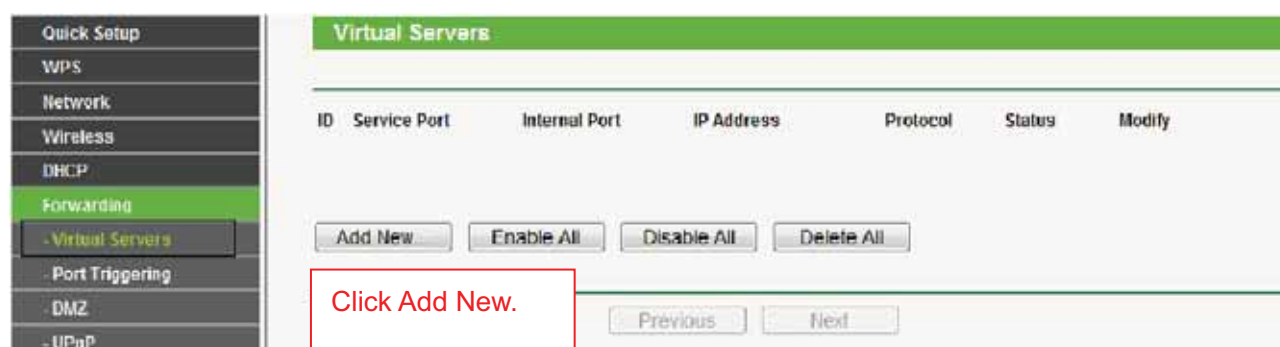 Quick Setup
WPS
Network
Wireless
DHCP
Forwarding
- Virtual Servers
- Port Triggering
- DMZ
- UPnP
Virtual Servers
ID Service Port Internal Port IP Address Protocol Status Modify
Add New... Enable All Disable All Delete All
Click Add New.
Previous Next